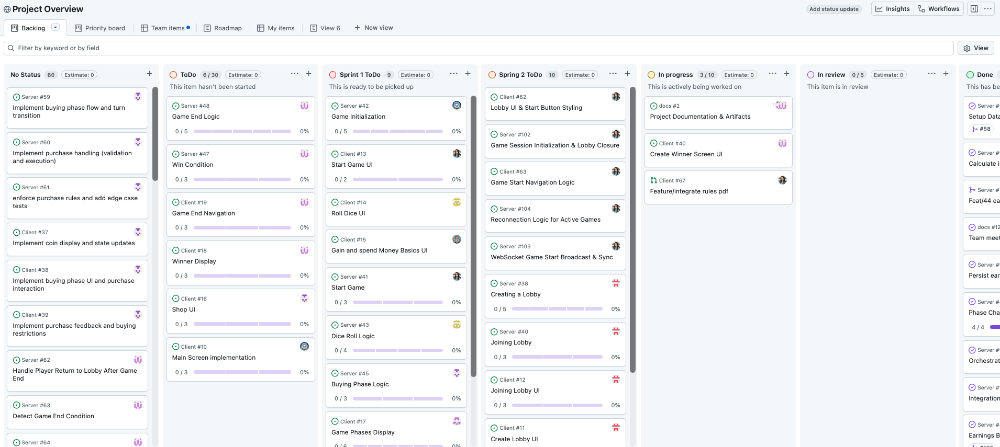 Project Overview
Add status update
Insights
Workflows
Backlog
Priority board
Team items
Roadmap
My items
View 6
New view
Filter by keyword or by field
View
No Status 60 Estimate: 0
Server #59
Implement buying phase flow and turn
transition
Server #60
Implement purchase handling (validation
and execution)
Server #61
enforce purchase rules and add edge case
tests
Client #37
Implement coin display and state updates
Client #38
Implement buying phase UI and purchase
interaction
Client #39
Implement purchase feedback and buying
restrictions
Server #62
Handle Player Return to Lobby After Game
End
Server #63
Detect Game End Condition
Server #64
ToDo 6 / 30 Estimate: 0
This item hasn't been started
Server #48
Game End Logic
0 / 5 0%
Server #47
Win Condition
0 / 3 0%
Client #19
Game End Navigation
0 / 3 0%
Client #18
Winner Display
0 / 3 0%
Client #16
Shop UI
0 / 3 0%
Client #10
Main Screen implementation
0 / 3 0%
Sprint 1 ToDo 9 Estimate: 0
This is ready to be picked up
Server #42
Game Initialization
0 / 5 0%
Client #13
Start Game UI
0 / 2 0%
Client #14
Roll Dice UI
Client #15
Gain and spend Money Basics UI
Server #41
Start Game
0 / 3 0%
Server #43
Dice Roll Logic
0 / 4 0%
Server #45
Buying Phase Logic
0 / 3 0%
Client #17
Game Phases Display
0 / 6 0%
Spring 2 ToDo 10 Estimate: 0
Client #62
Lobby UI & Start Button Styling
Server #102
Game Session Initialization & Lobby Closure
Client #63
Game Start Navigation Logic
Server #104
Reconnection Logic for Active Games
Server #103
WebSocket Game Start Broadcast & Sync
Server #38
Creating a Lobby
0 / 5 0%
Server #40
Joining Lobby
0 / 3 0%
Client #12
Joining Lobby UI
0 / 3 0%
Client #11
Create Lobby UI
In progress 3 / 10 Estimate: 0
This is actively being worked on
docs #2
Project Documentation & Artifacts
Client #40
Create Winner Screen UI
Client #67
Feature/integrate rules pdf
In review 0 / 5 Estimate: 0
This item is in review
Done
This has be
Server #
Setup Data
#58
Server #
Calculate i
Server #
Feat/44 ea
docs #12
Team meet
Server #
Persist ear
Server #
Phase Cha
4 / 4
Server #
Orchestrat
Server #
Integration
Server #
Earnings B